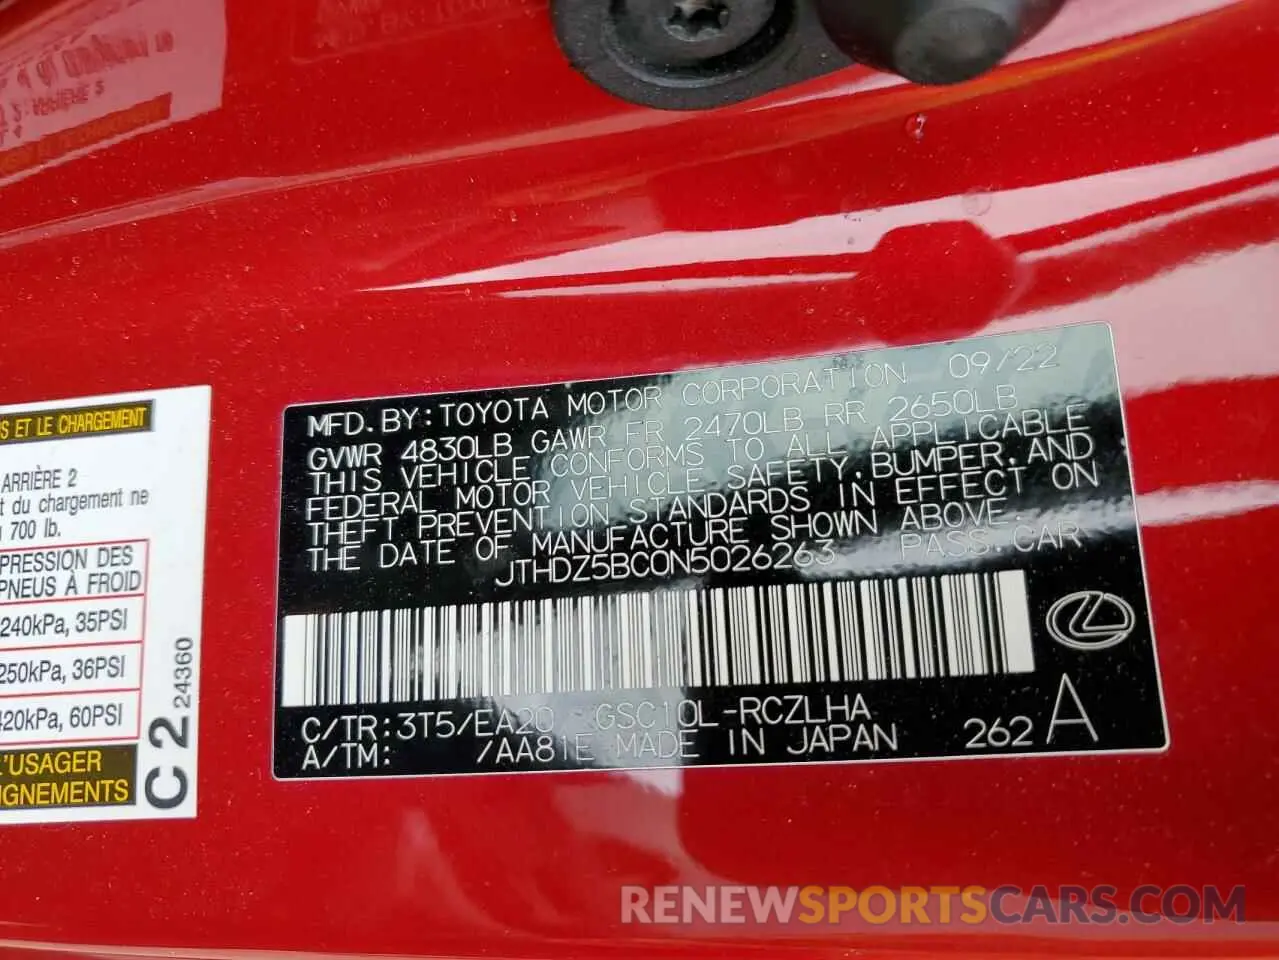 S ET LE CHARGEMENT
ARRIÈRE 2
t du chargement ne
700 lb.
PRESSION DES
PNEUS À FROID
240kPa, 35PSI
250kPa, 36PSI
420kPa, 60PSI
L'USAGER
IGNEMENTS
C 2 24360
MFD. BY: TOYOTA MOTOR CORPORATION 09/22
GVWR 4830LB GAWR FR 2470LB RR 2650LB
THIS VEHICLE CONFORMS TO ALL APPLICABLE
FEDERAL MOTOR VEHICLE SAFETY, BUMPER, AND
THEFT PREVENTION STANDARDS IN EFFECT ON
THE DATE OF MANUFACTURE SHOWN ABOVE.
JTHDZ5BC0N5026263 PASS. CAR
C/TR: 3T5/EA20 GSC10L-RCZLHA
A/TM: /AA81E MADE IN JAPAN 262 A
RENEWSPORTSCARS.COM